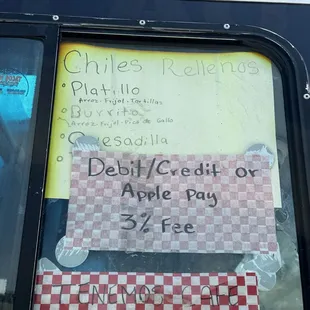 Chiles Rellenos
Platillo
Arroz-Frijol-Tortillas
Burrito
Arroz-Frijol-Pico de Gallo
Quesadilla
Debit/Credit or
Apple pay
3% Fee